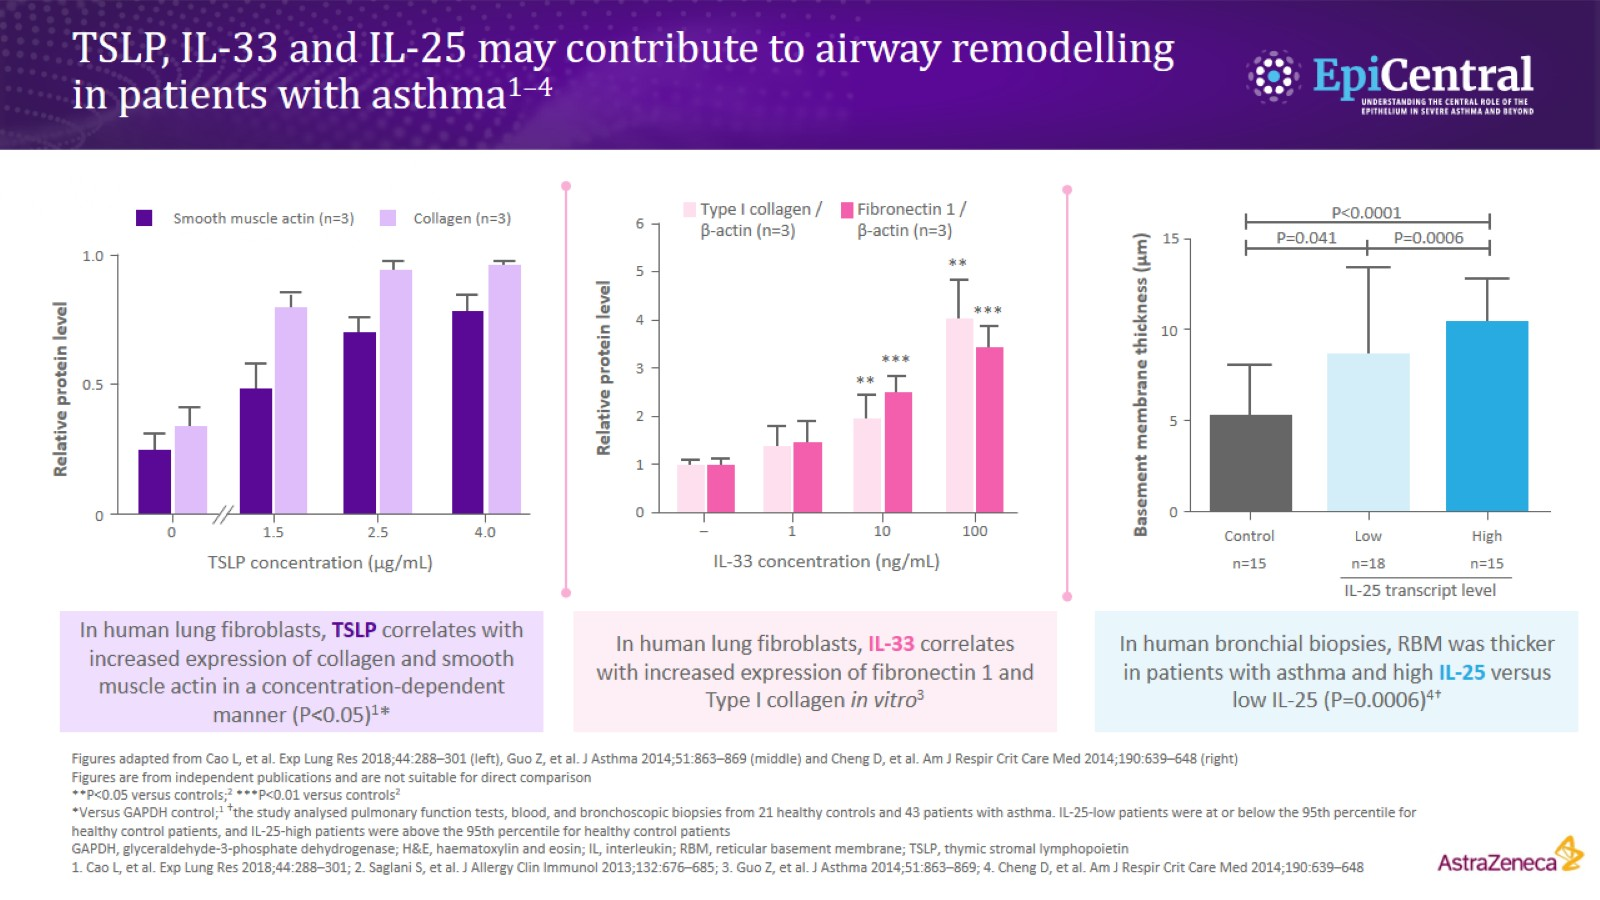 TSLP, IL-33 and IL-25 may contribute to airway remodelling
in patients with asthma¹⁻⁴
EpiCentral
UNDERSTANDING THE CENTRAL ROLE OF THE
EPITHELIUM IN SEVERE ASTHMA AND BEYOND
Smooth muscle actin (n=3)
Collagen (n=3)
Relative protein level
1.0
0.5
0
0
1.5
2.5
4.0
TSLP concentration (µg/mL)
Type I collagen /
β-actin (n=3)
Fibronectin 1 /
β-actin (n=3)
Relative protein level
6
5
4
3
2
1
0
**
***
**
***
–
1
10
100
IL-33 concentration (ng/mL)
P<0.0001
P=0.041
P=0.0006
Basement membrane thickness (µm)
15
10
5
0
Control
Low
High
n=15
n=18
n=15
IL-25 transcript level
In human lung fibroblasts, TSLP correlates with
increased expression of collagen and smooth
muscle actin in a concentration-dependent
manner (P<0.05)¹*
In human lung fibroblasts, IL-33 correlates
with increased expression of fibronectin 1 and
Type I collagen in vitro³
In human bronchial biopsies, RBM was thicker
in patients with asthma and high IL-25 versus
low IL-25 (P=0.0006)⁴†
Figures adapted from Cao L, et al. Exp Lung Res 2018;44:288–301 (left), Guo Z, et al. J Asthma 2014;51:863–869 (middle) and Cheng D, et al. Am J Respir Crit Care Med 2014;190:639–648 (right)
Figures are from independent publications and are not suitable for direct comparison
**P<0.05 versus controls;² ***P<0.01 versus controls²
*Versus GAPDH control;¹ †the study analysed pulmonary function tests, blood, and bronchoscopic biopsies from 21 healthy controls and 43 patients with asthma. IL-25-low patients were at or below the 95th percentile for
healthy control patients, and IL-25-high patients were above the 95th percentile for healthy control patients
GAPDH, glyceraldehyde-3-phosphate dehydrogenase; H&E, haematoxylin and eosin; IL, interleukin; RBM, reticular basement membrane; TSLP, thymic stromal lymphopoietin
1. Cao L, et al. Exp Lung Res 2018;44:288–301; 2. Saglani S, et al. J Allergy Clin Immunol 2013;132:676–685; 3. Guo Z, et al. J Asthma 2014;51:863–869; 4. Cheng D, et al. Am J Respir Crit Care Med 2014;190:639–648
AstraZeneca